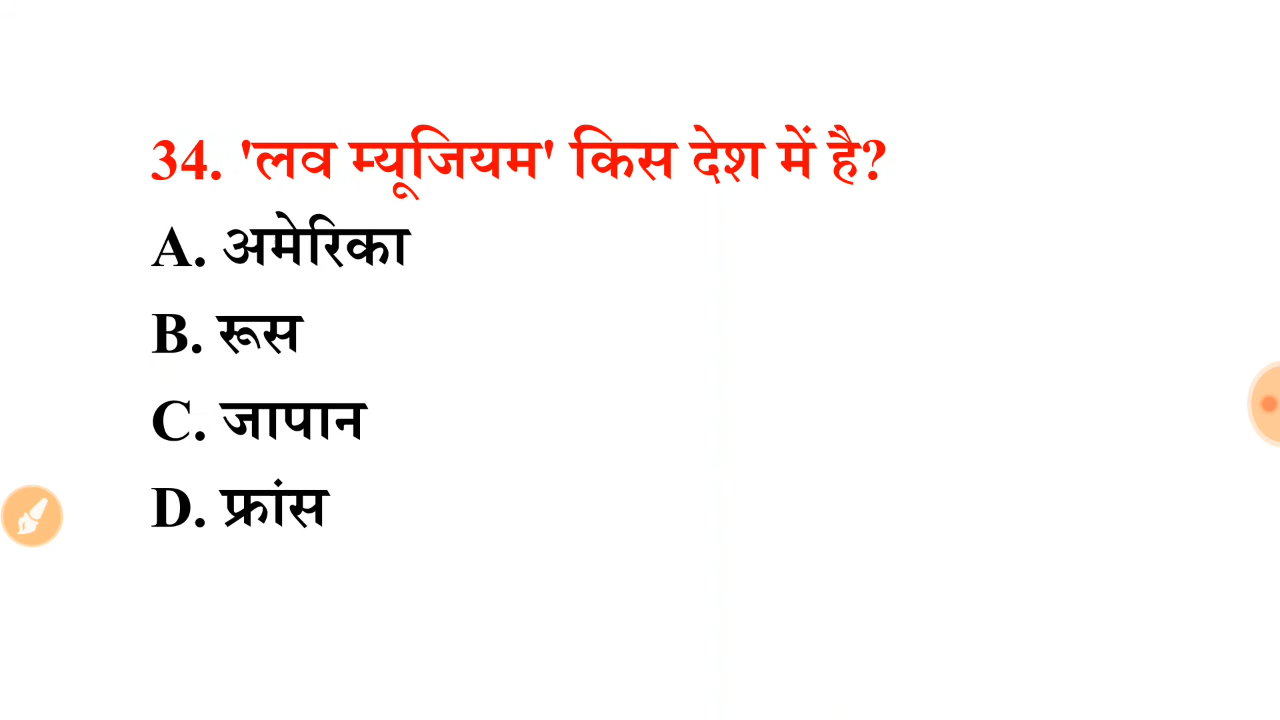 34. 'लव म्यूजियम' किस देश में है?
A. अमेरिका
B. रूस
C. जापान
D. फ्रांस